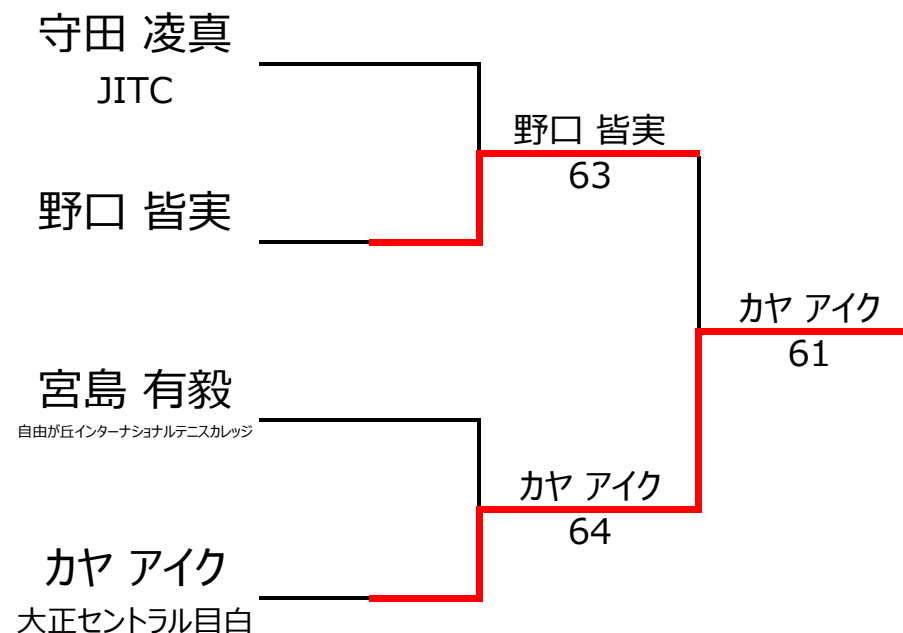 守田 凌真
JITC
野口 皆実
63
野口 皆実
カヤ アイク
61
宮島 有毅
自由が丘インターナショナルテニスカレッジ
カヤ アイク
64
カヤ アイク
大正セントラル目白